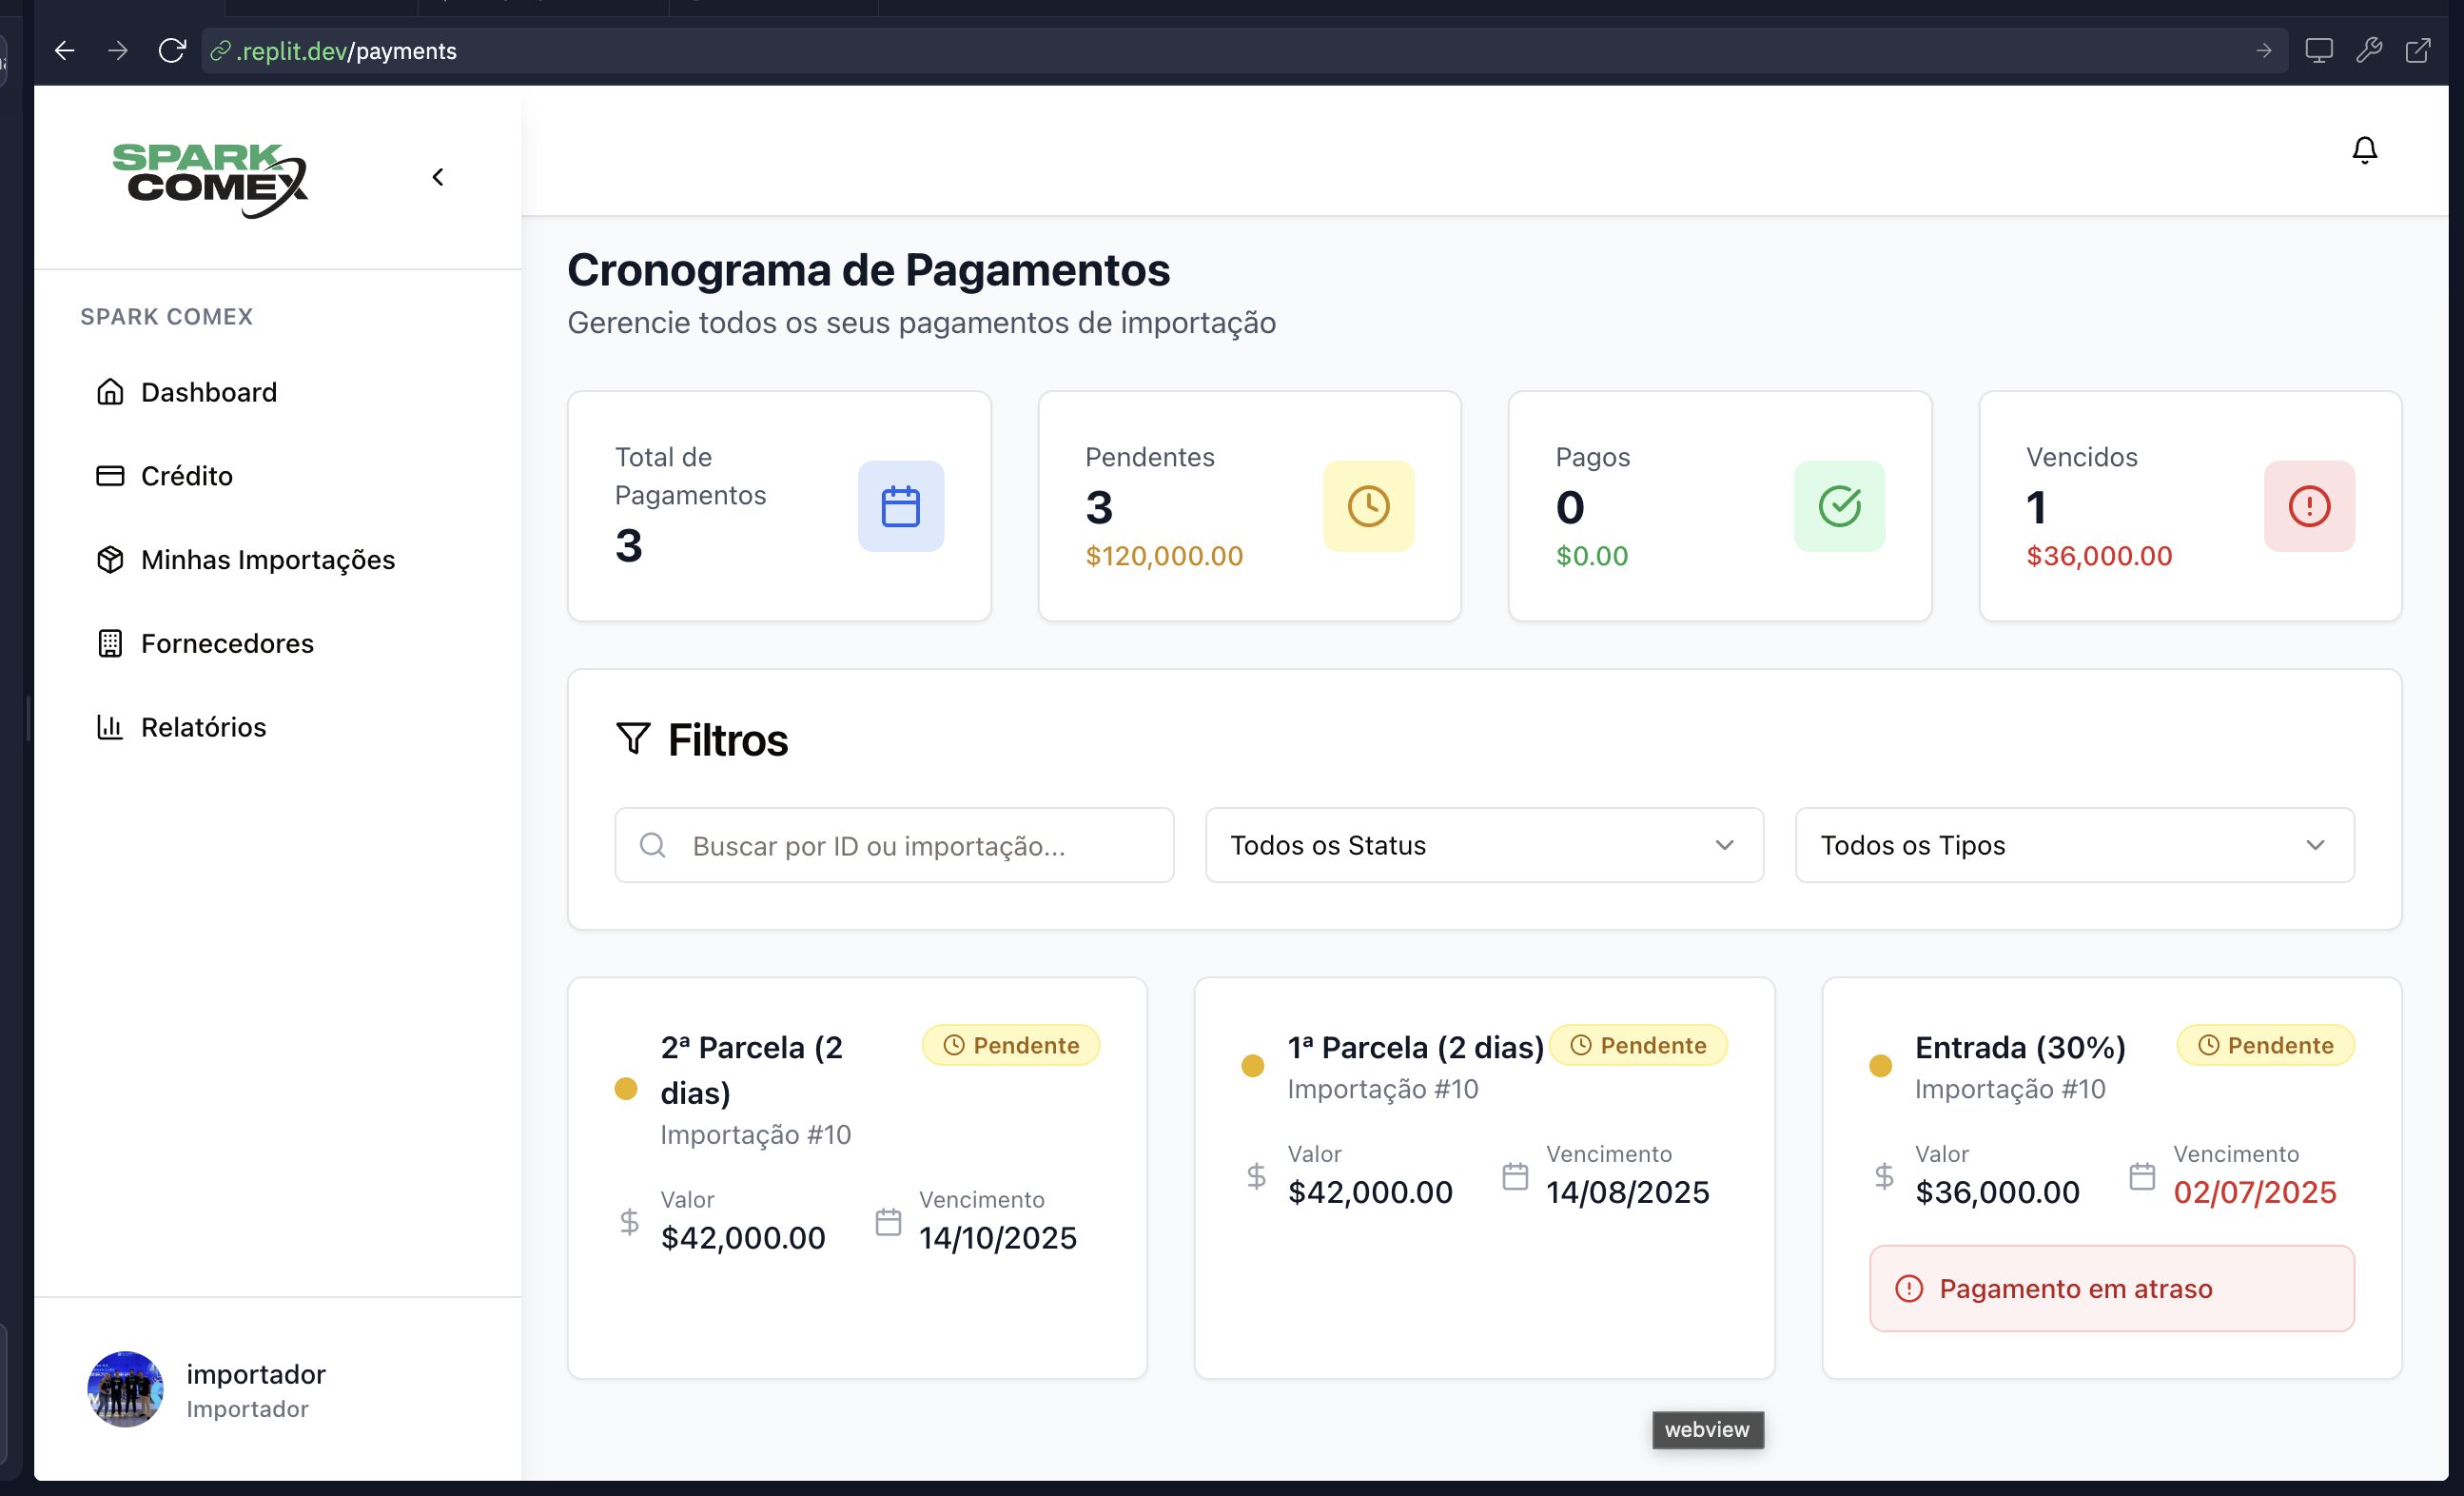 .replit.dev/payments
SPARK
COMEX
SPARK COMEX
Dashboard
Crédito
Minhas Importações
Fornecedores
Relatórios
importador
Importador
Cronograma de Pagamentos
Gerencie todos os seus pagamentos de importação
Total de
Pagamentos
3
Pendentes
3
$120,000.00
Pagos
0
$0.00
Vencidos
1
$36,000.00
Filtros
Buscar por ID ou importação...
Todos os Status
Todos os Tipos
2ª Parcela (2
dias)
Pendente
Importação #10
Valor
$42,000.00
Vencimento
14/10/2025
1ª Parcela (2 dias)
Pendente
Importação #10
Valor
$42,000.00
Vencimento
14/08/2025
Entrada (30%)
Pendente
Importação #10
Valor
$36,000.00
Vencimento
02/07/2025
Pagamento em atraso
webview